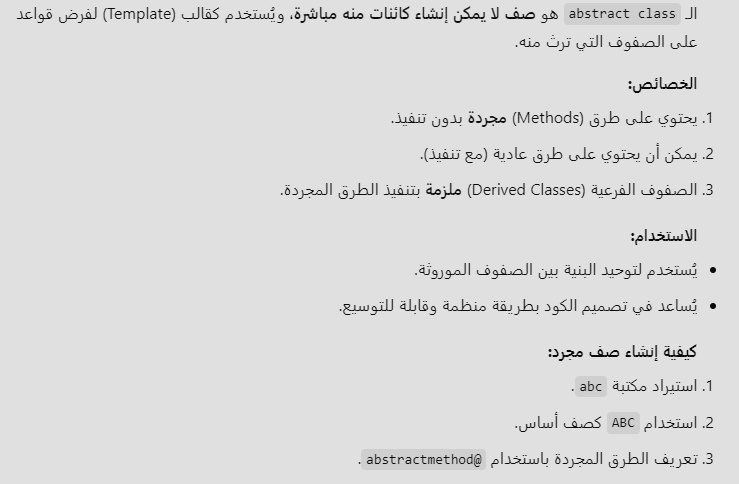 الـ abstract class هو صف لا يمكن إنشاء كائنات منه مباشرة، ويُستخدم كقالب (Template) لفرض قواعد
على الصفوف التي ترث منه.
الخصائص:
1. يحتوي على طرق (Methods) مجردة بدون تنفيذ.
2. يمكن أن يحتوي على طرق عادية (مع تنفيذ).
3. الصفوف الفرعية (Derived Classes) ملزمة بتنفيذ الطرق المجردة.
الاستخدام:
• يُستخدم لتوحيد البنية بين الصفوف الموروثة.
• يُساعد في تصميم الكود بطريقة منظمة وقابلة للتوسيع.
كيفية إنشاء صف مجرد:
1. استيراد مكتبة abc.
2. استخدام ABC كصف أساس.
3. تعريف الطرق المجردة باستخدام @abstractmethod.